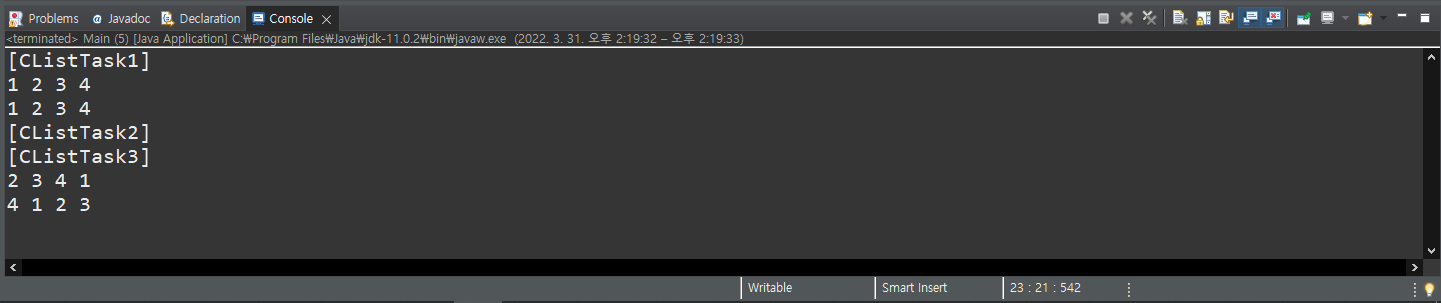 Problems @ Javadoc Declaration Console
<terminated> Main (5) [Java Application] C:₩Program Files₩Java₩jdk-11.0.2₩bin₩javaw.exe (2022. 3. 31. 오후 2:19:32 – 오후 2:19:33)
[CListTask1]
1 2 3 4
1 2 3 4
[CListTask2]
[CListTask3]
2 3 4 1
4 1 2 3
Writable Smart Insert 23 : 21 : 542